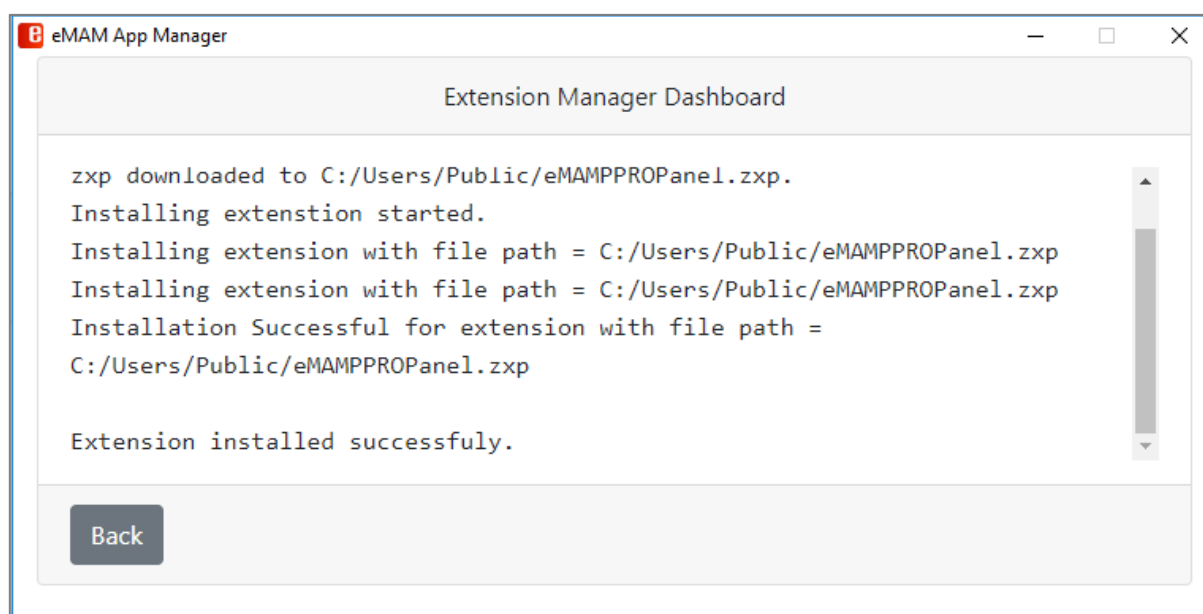 eMAM App Manager
Extension Manager Dashboard
zxp downloaded to C:/Users/Public/eMAMPPROPanel.zxp.
Installing extenstion started.
Installing extension with file path = C:/Users/Public/eMAMPPROPanel.zxp
Installing extension with file path = C:/Users/Public/eMAMPPROPanel.zxp
Installation Successful for extension with file path =
C:/Users/Public/eMAMPPROPanel.zxp
Extension installed successfuly.
Back